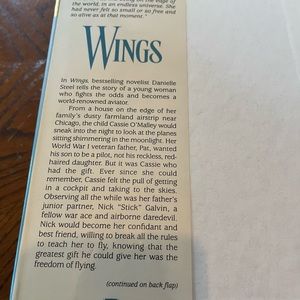 the world, in an endless universe. She
had never felt so small or so free and
so alive as at that moment."
WINGS
In Wings, bestselling novelist Danielle
Steel tells the story of a young woman
who fights the odds and becomes a
world-renowned aviator.
From a house on the edge of her
family's dusty farmland airstrip near
Chicago, the child Cassie O'Malley would
sneak into the night to look at the planes
sitting shimmering in the moonlight. Her
World War I veteran father, Pat, wanted
his son to be a pilot, not his reckless, red-
haired daughter. But it was Cassie who
had the gift. Ever since she could
remember, Cassie felt the pull of getting
in a cockpit and taking to the skies.
Observing all the while was her father's
junior partner, Nick "Stick" Galvin, a
fellow war ace and airborne daredevil.
Nick would become her confidant and
best friend, willing to break all the rules
to teach her to fly, knowing that the
greatest gift he could give her was the
freedom of flying.
(continued on back flap)